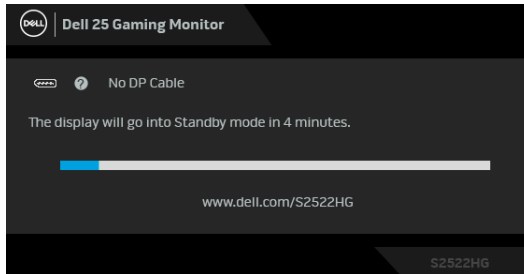 DELL
Dell 25 Gaming Monitor
? No DP Cable
The display will go into Standby mode in 4 minutes.
www.dell.com/S2522HG
S2522HG